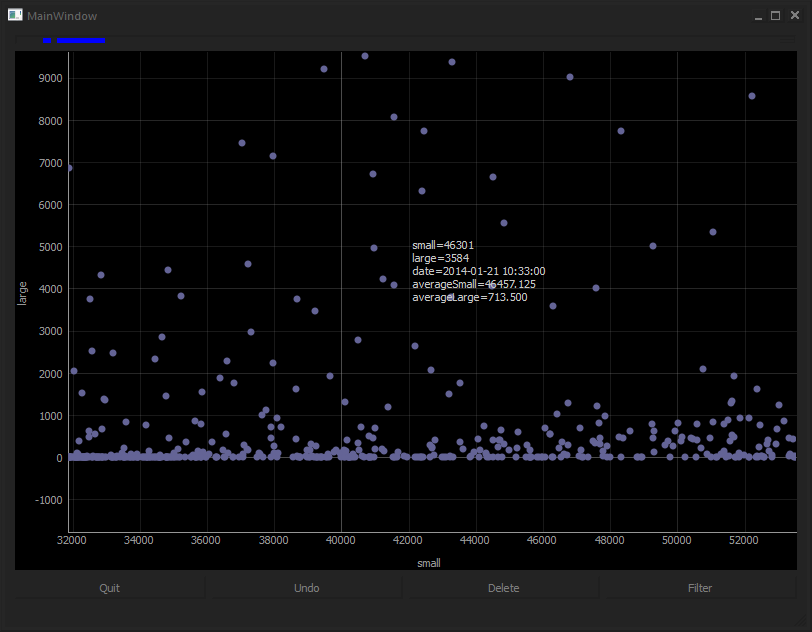 MainWindow
9000
8000
7000
6000
5000
4000
3000
2000
1000
0
-1000
large
small=46301
large=3584
date=2014-01-21 10:33:00
averageSmall=46457.125
averageLarge=713.500
32000 34000 36000 38000 40000 42000 44000 46000 48000 50000 52000
small
Quit Undo Delete Filter